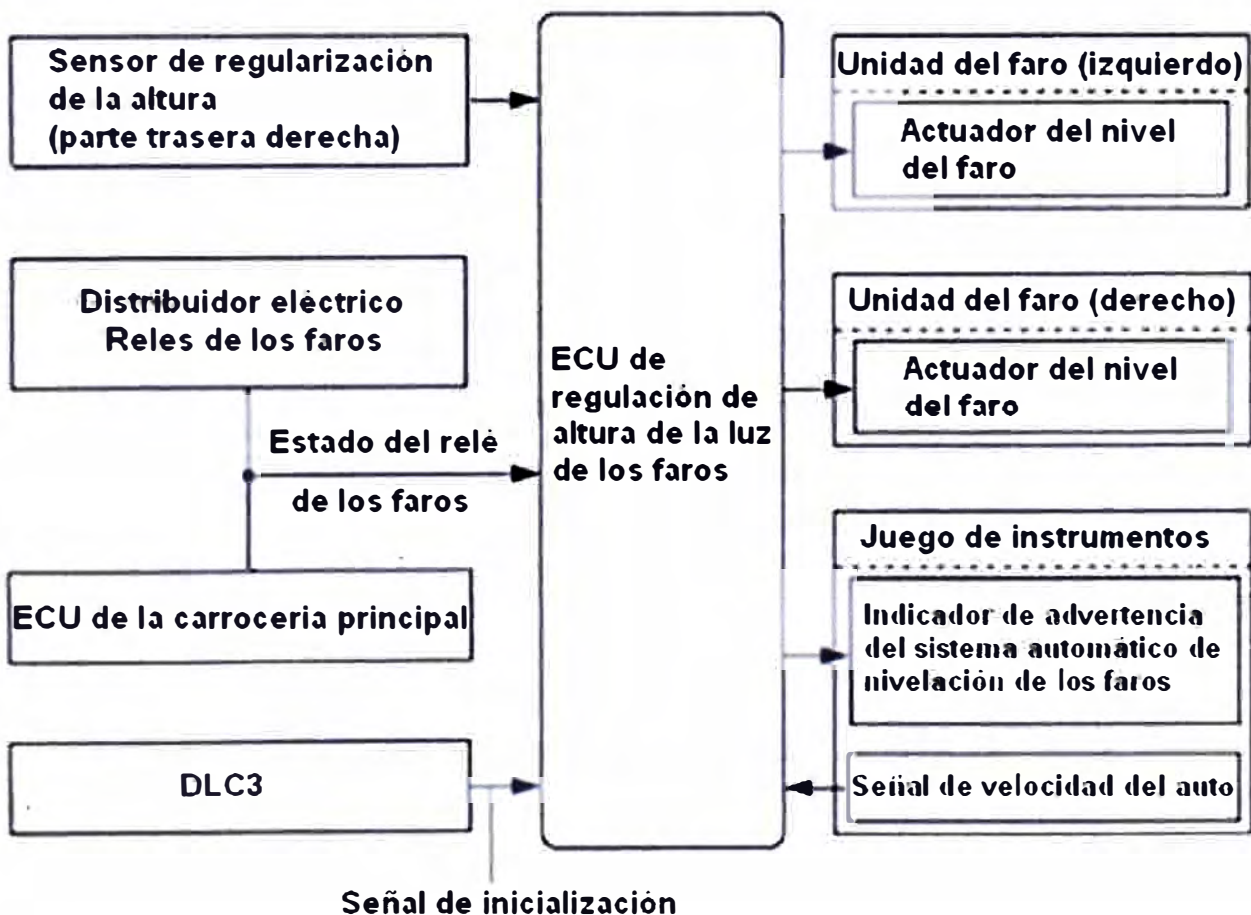 Sensor de regularización
de la altura
(parte trasera derecha)
Distribuidor eléctrico
Reles de los faros
Estado del relé
de los faros
ECU de la carroceria principal
DLC3
Señal de inicialización
ECU de
regulación de
altura de la luz
de los faros
Unidad del faro (izquierdo)
Actuador del nivel
del faro
Unidad del faro (derecho)
Actuador del nivel
del faro
Juego de instrumentos
Indicador de advertencia
del sistema automático de
nivelación de los faros
Señal de velocidad del auto